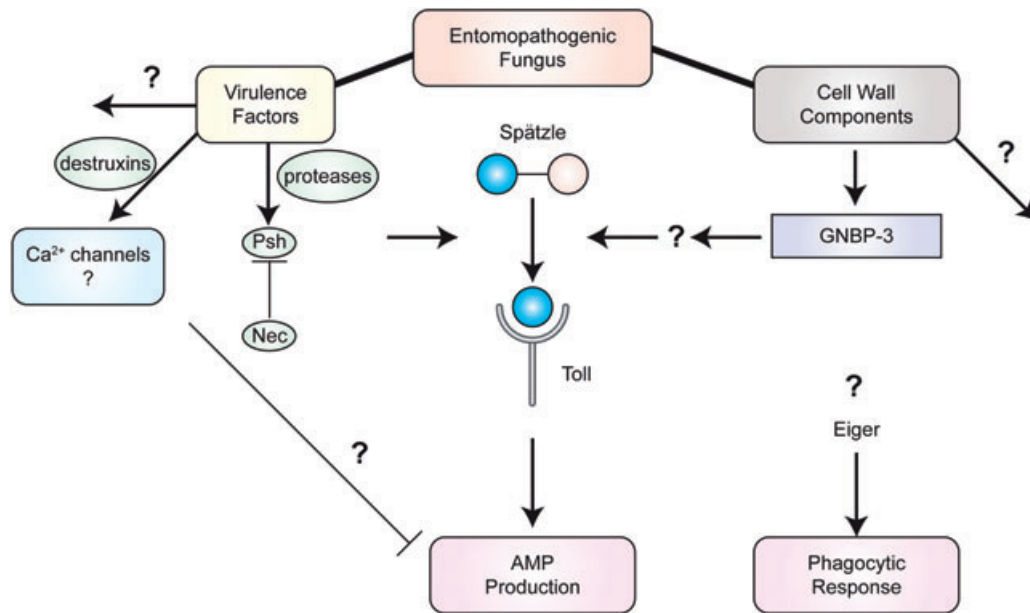 Entomopathogenic
Fungus
?
Virulence
Factors
Cell Wall
Components
Spätzle
?
destruxins
proteases
Ca²⁺ channels
?
Psh
?
GNBP-3
Nec
Toll
?
Eiger
?
AMP
Production
Phagocytic
Response